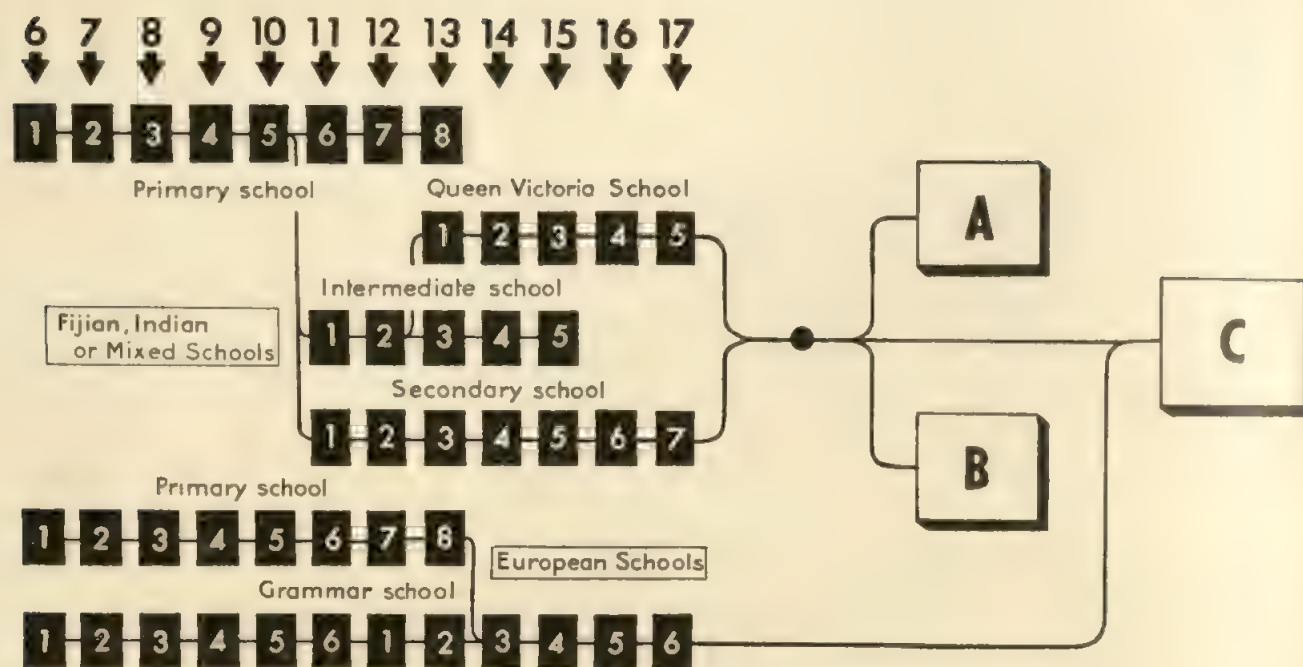 6 7 8 9 10 11 12 13 14 15 16 17
1 2 3 4 5 6 7 8
Primary school
Queen Victoria School
1 2 3 4 5
A
Intermediate school
1 2 3 4 5
Fijian, Indian
or Mixed Schools
C
Secondary school
1 2 3 4 5 6 7
B
Primary school
1 2 3 4 5 6 7 8
European Schools
Grammar school
1 2 3 4 5 6 1 2 3 4 5 6